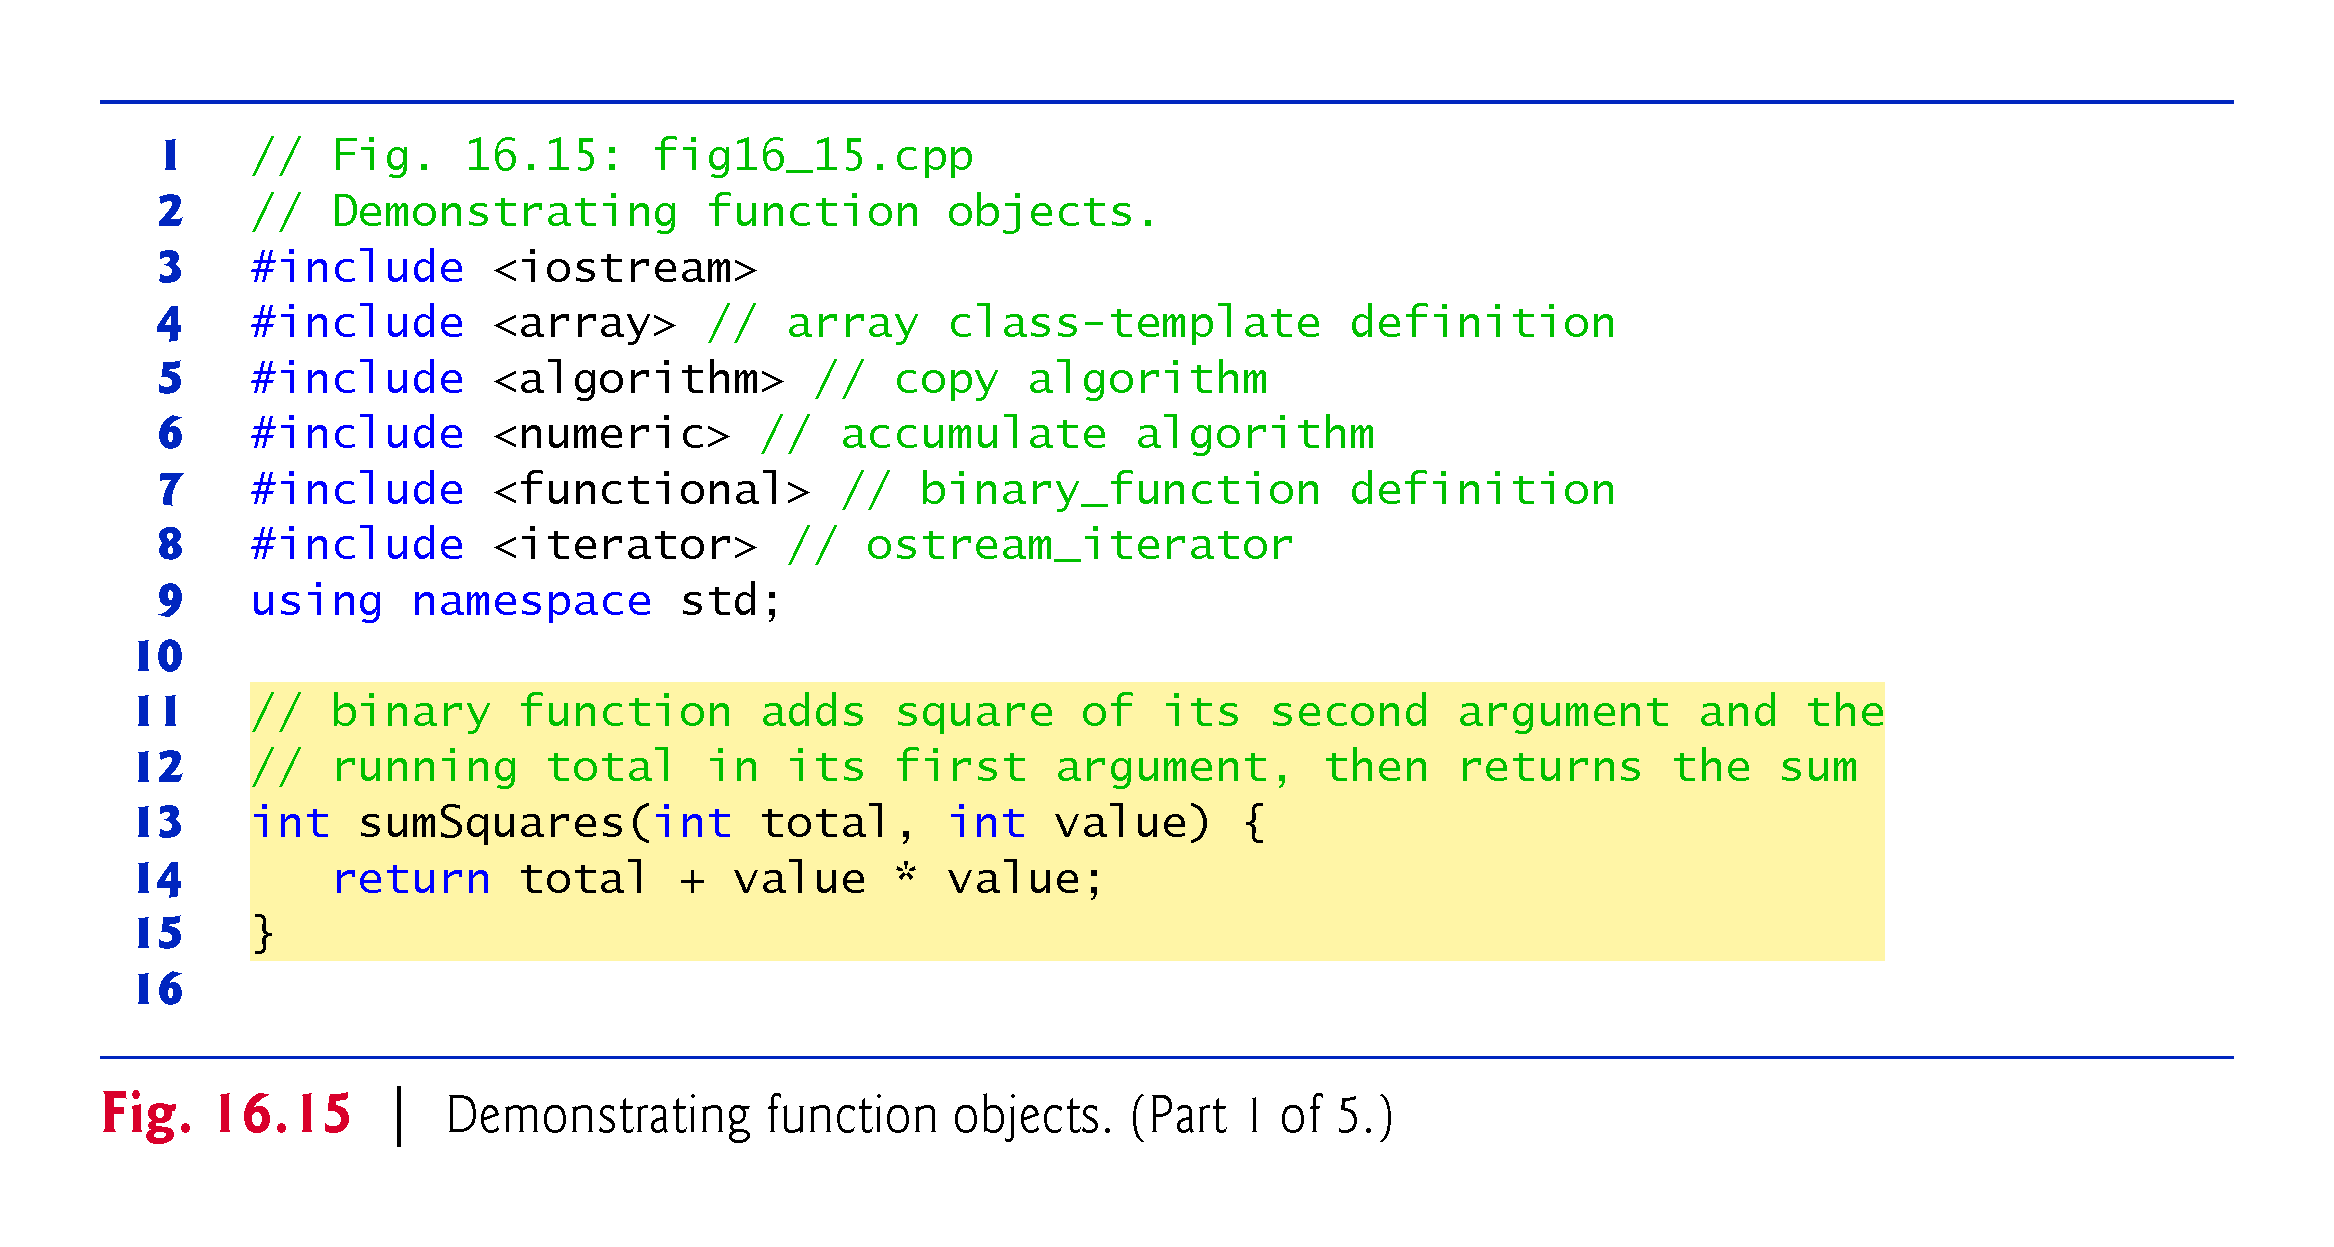 1 // Fig. 16.15: fig16_15.cpp
2 // Demonstrating function objects.
3 #include <iostream>
4 #include <array> // array class-template definition
5 #include <algorithm> // copy algorithm
6 #include <numeric> // accumulate algorithm
7 #include <functional> // binary_function definition
8 #include <iterator> // ostream_iterator
9 using namespace std;
10
11 // binary function adds square of its second argument and the
12 // running total in its first argument, then returns the sum
13 int sumSquares(int total, int value) {
14    return total + value * value;
15 }
16
Fig. 16.15 | Demonstrating function objects. (Part 1 of 5.)